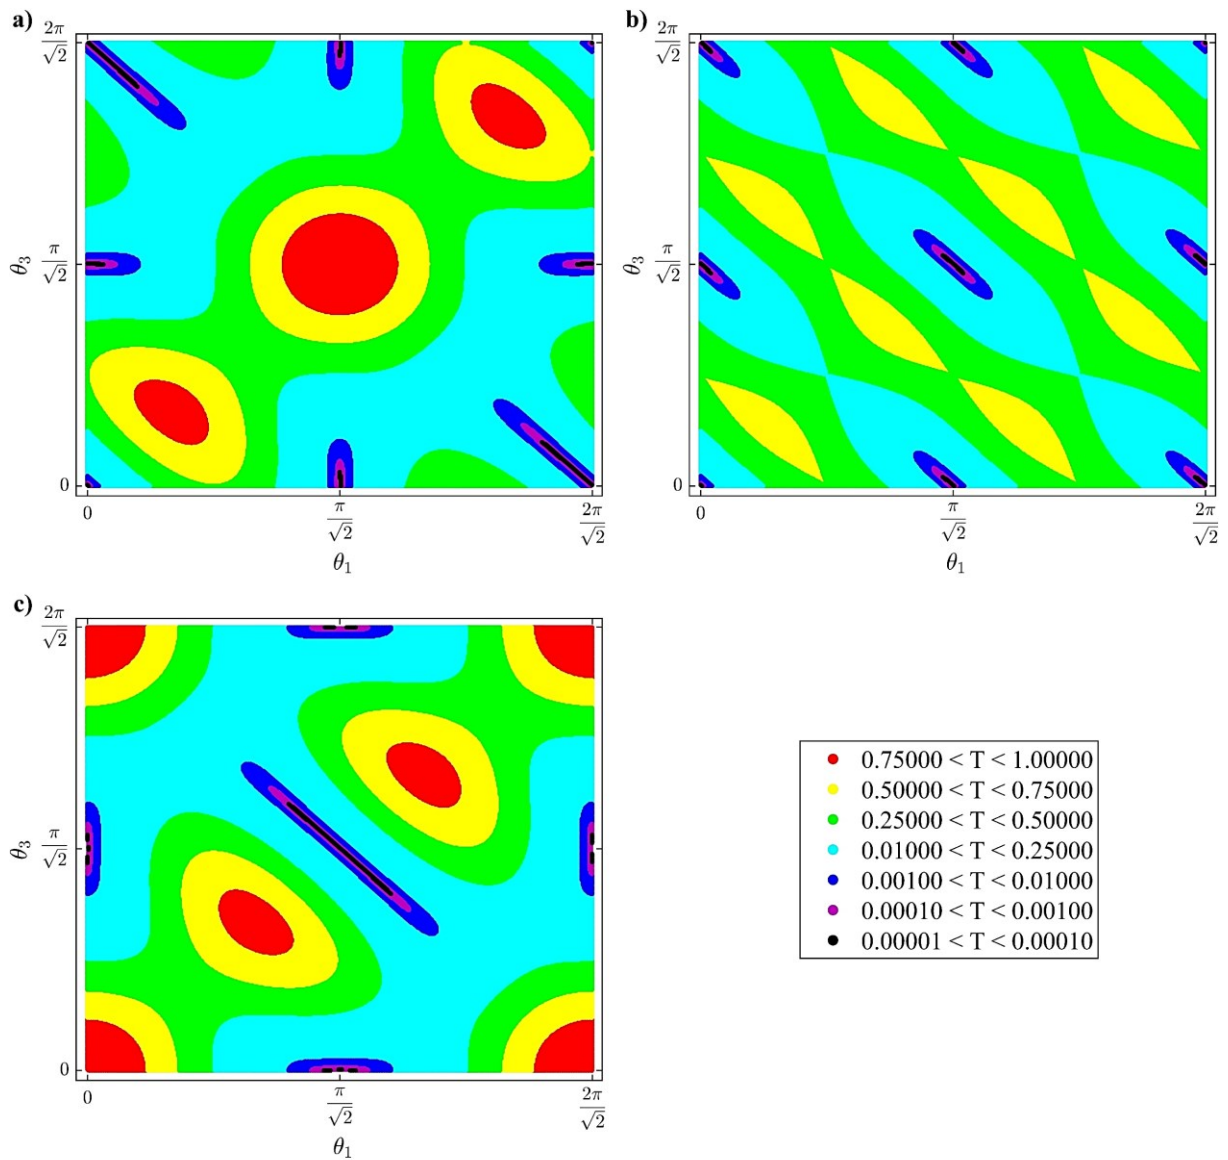 a)
2π/√2
θ3 π/√2
0
0 π/√2 2π/√2
θ1
b)
2π/√2
θ3 π/√2
0
0 π/√2 2π/√2
θ1
c)
2π/√2
θ3 π/√2
0
0 π/√2 2π/√2
θ1
0.75000 < T < 1.00000
0.50000 < T < 0.75000
0.25000 < T < 0.50000
0.01000 < T < 0.25000
0.00100 < T < 0.01000
0.00010 < T < 0.00100
0.00001 < T < 0.00010